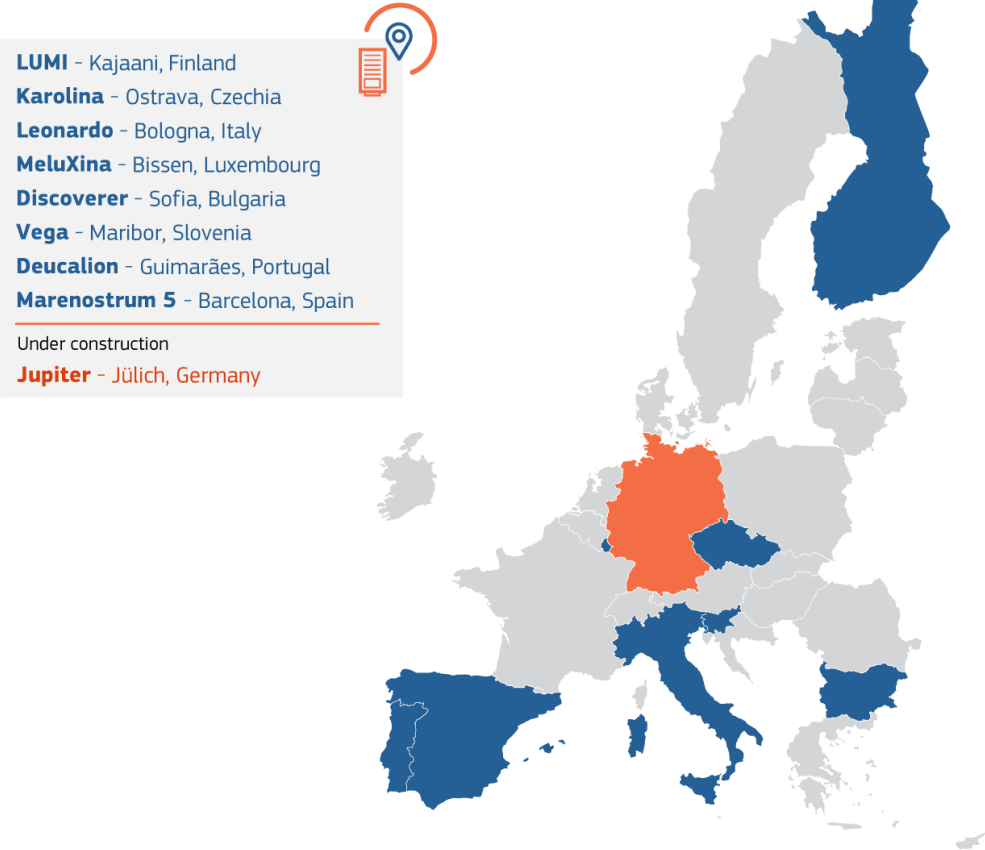 LUMI - Kajaani, Finland
Karolina - Ostrava, Czechia
Leonardo - Bologna, Italy
MeluXina - Bissen, Luxembourg
Discoverer - Sofia, Bulgaria
Vega - Maribor, Slovenia
Deucalion - Guimarães, Portugal
Marenostrum 5 - Barcelona, Spain
Under construction
Jupiter - Jülich, Germany